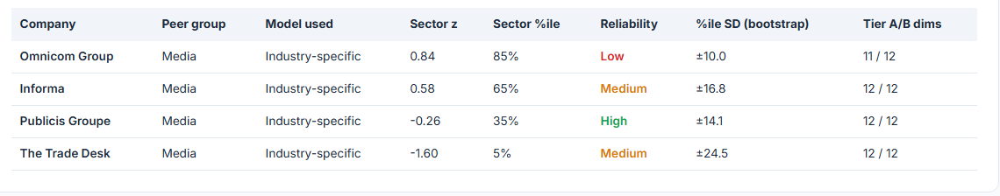 Company Peer group Model used Sector z Sector %ile Reliability %ile SD (bootstrap) Tier A/B dims
Omnicom Group Media Industry-specific 0.84 85% Low ±10.0 11 / 12
Informa Media Industry-specific 0.58 65% Medium ±16.8 12 / 12
Publicis Groupe Media Industry-specific -0.26 35% High ±14.1 12 / 12
The Trade Desk Media Industry-specific -1.60 5% Medium ±24.5 12 / 12